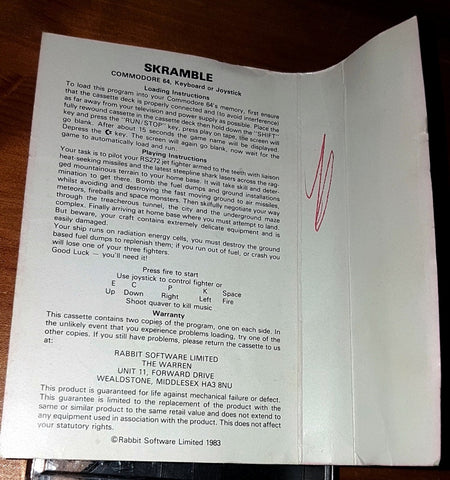 SKRAMBLE
COMMODORE 64, Keyboard or Joystick
Loading Instructions
To load this program into your Commodore 64's memory, first ensure
that the cassette deck is properly connected and (to avoid interference)
as far away from your television and power supply as possible. Place the
fully rewound cassette in the cassette deck then hold down the "SHIFT"
key and press the "RUN/STOP" key, press play on tape, the screen will
go blank. After about 15 seconds the game name will be displayed.
Depress the C= key. The screen will again go blank, now wait for the
game to automatically load and run.
Playing Instructions
Your task is to pilot your RS272 jet fighter armed to the teeth with liaison
heat-seeking missiles and the latest steepline shark lasers across the rag-
ged mountainous terrain to your home base. It will take skill and deter-
mination to get there. Bomb the fuel dumps and ground installations
whilst avoiding and destroying the fast moving ground to air missiles,
meteors, fireballs and space monsters. Then skilfully negotiate your way
through the treacherous tunnels, the city and the underground maze
complex. Finally arriving at home base where you must attempt to land.
But beware, your craft contains extremely delicate equipment and is
easily damaged.
Your ship runs on radiation energy cells, you must destroy the ground
based fuel dumps to replenish them; if you run out of fuel, or crash you
will lose one of your three fighters.
Good Luck — you'll need it!
Press fire to start
Use joystick to control fighter or
E C P K Space
Up Down Right Left Fire
Shoot quaver to kill music
Warranty
This cassette contains two copies of the program, one on each side. In
the unlikely event that you experience problems loading, try one of the
other copies. If you still have problems, please return the cassette to us
at:
RABBIT SOFTWARE LIMITED
THE WARREN
UNIT 11, FORWARD DRIVE
WEALDSTONE, MIDDLESEX HA3 8NU
This product is guaranteed for life against mechanical failure or defect.
This guarantee is limited to the replacement of the product with the
same or similar product to the same retail value and does not extend to
any equipment used in association with the product. This does not affect
your statutory rights.
©Rabbit Software Limited 1983